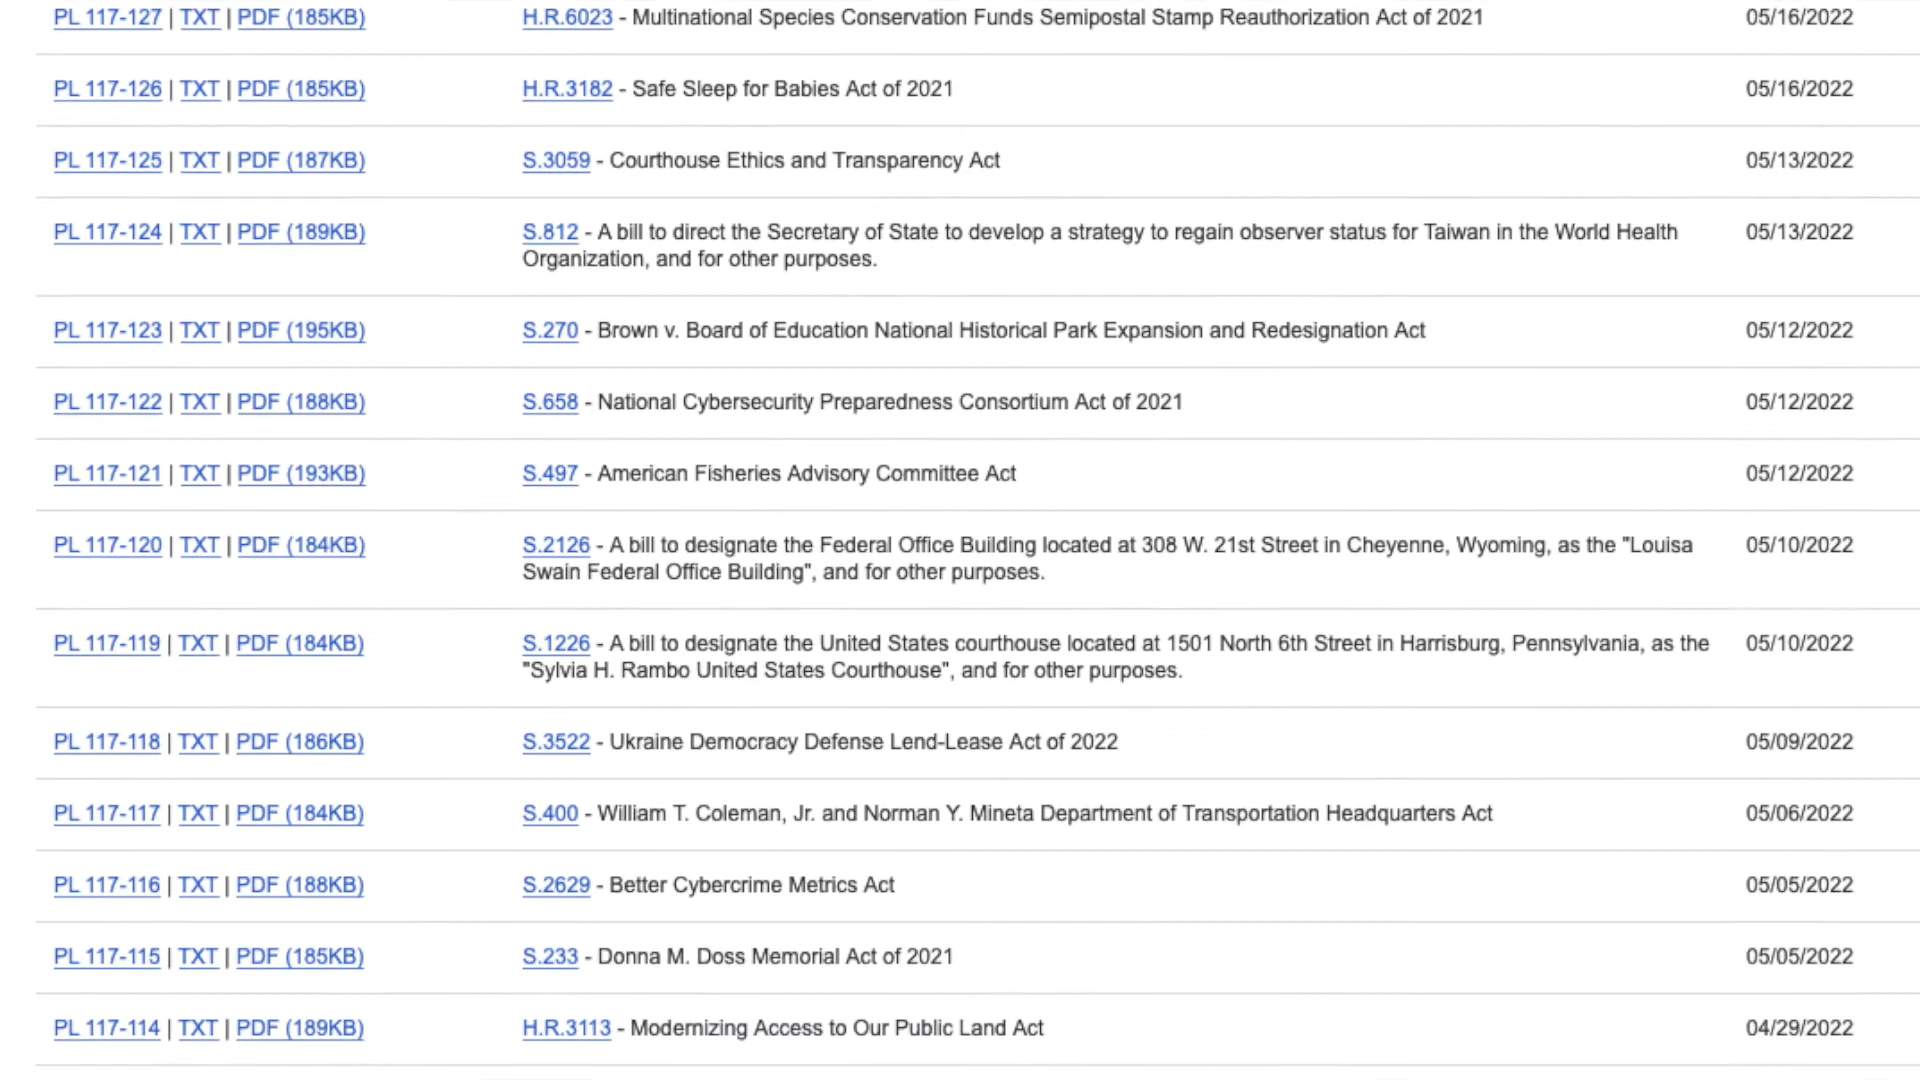 PL 117-127 | TXT | PDF (185KB) H.R.6023 - Multinational Species Conservation Funds Semipostal Stamp Reauthorization Act of 2021 05/16/2022
PL 117-126 | TXT | PDF (185KB) H.R.3182 - Safe Sleep for Babies Act of 2021 05/16/2022
PL 117-125 | TXT | PDF (187KB) S.3059 - Courthouse Ethics and Transparency Act 05/13/2022
PL 117-124 | TXT | PDF (189KB) S.812 - A bill to direct the Secretary of State to develop a strategy to regain observer status for Taiwan in the World Health 05/13/2022
Organization, and for other purposes.
PL 117-123 | TXT | PDF (195KB) S.270 - Brown v. Board of Education National Historical Park Expansion and Redesignation Act 05/12/2022
PL 117-122 | TXT | PDF (188KB) S.658 - National Cybersecurity Preparedness Consortium Act of 2021 05/12/2022
PL 117-121 | TXT | PDF (193KB) S.497 - American Fisheries Advisory Committee Act 05/12/2022
PL 117-120 | TXT | PDF (184KB) S.2126 - A bill to designate the Federal Office Building located at 308 W. 21st Street in Cheyenne, Wyoming, as the "Louisa 05/10/2022
Swain Federal Office Building", and for other purposes.
PL 117-119 | TXT | PDF (184KB) S.1226 - A bill to designate the United States courthouse located at 1501 North 6th Street in Harrisburg, Pennsylvania, as the 05/10/2022
"Sylvia H. Rambo United States Courthouse", and for other purposes.
PL 117-118 | TXT | PDF (186KB) S.3522 - Ukraine Democracy Defense Lend-Lease Act of 2022 05/09/2022
PL 117-117 | TXT | PDF (184KB) S.400 - William T. Coleman, Jr. and Norman Y. Mineta Department of Transportation Headquarters Act 05/06/2022
PL 117-116 | TXT | PDF (188KB) S.2629 - Better Cybercrime Metrics Act 05/05/2022
PL 117-115 | TXT | PDF (185KB) S.233 - Donna M. Doss Memorial Act of 2021 05/05/2022
PL 117-114 | TXT | PDF (189KB) H.R.3113 - Modernizing Access to Our Public Land Act 04/29/2022